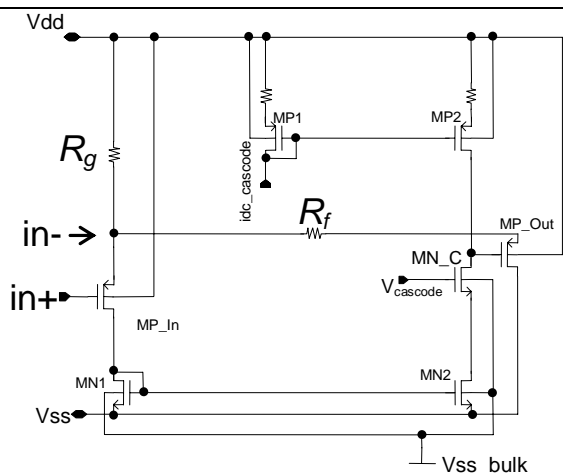 Vdd
MP1
MP2
Rg
idc_cascode
Rf
MP_Out
in-
MN_C
in+
Vcascode
MP_In
MN1
MN2
Vss
Vss_bulk